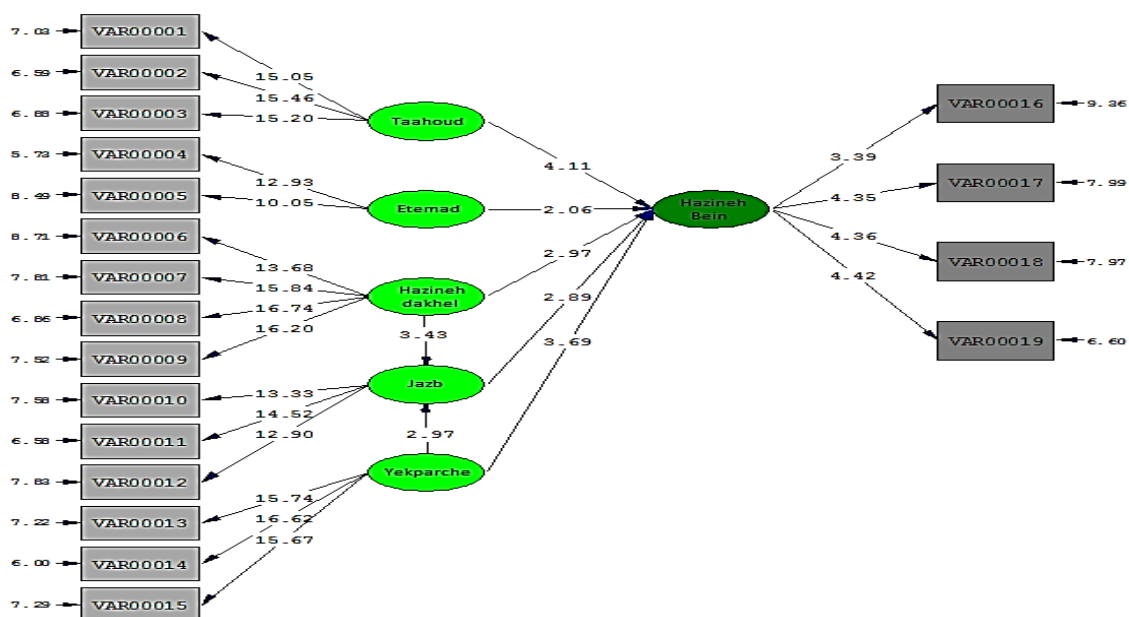 7.03 VAR00001
6.59 VAR00002
6.88 VAR00003
5.73 VAR00004
8.49 VAR00005
8.71 VAR00006
7.81 VAR00007
6.86 VAR00008
7.52 VAR00009
7.58 VAR00010
6.58 VAR00011
7.83 VAR00012
7.22 VAR00013
6.00 VAR00014
7.29 VAR00015
15.05
15.46
15.20
12.93
10.05
13.68
15.84
16.74
16.20
13.33
14.52
12.90
15.74
16.62
15.67
Taahoud
Etemad
Hazineh
dakhel
3.43
Jazb
2.97
Yekparche
4.11
2.06
2.97
2.89
3.69
Hazineh
Bein
3.39
4.35
4.36
4.42
VAR00016 9.36
VAR00017 7.99
VAR00018 7.97
VAR00019 6.60